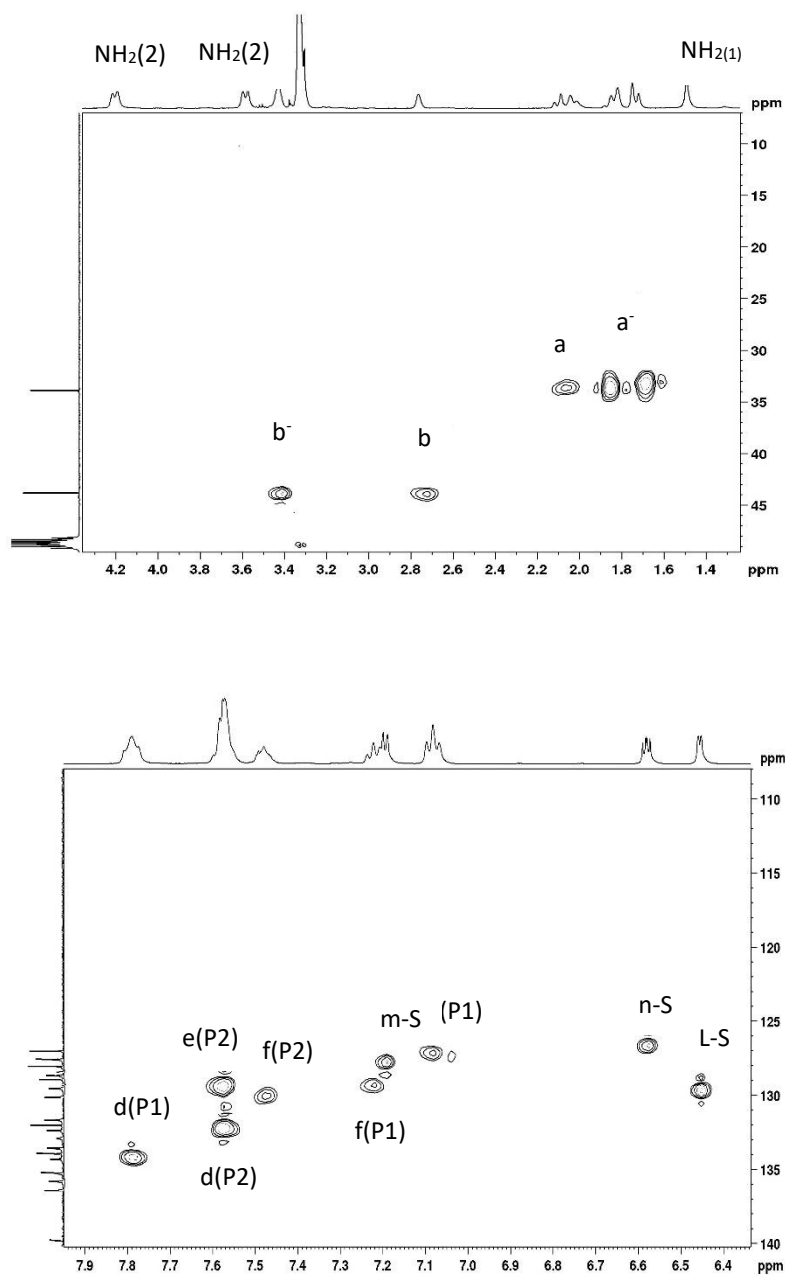 NH₂(2) NH₂(2) NH₂(1)
ppm
10
15
20
25
a⁻
a
30
35
b⁻ b
40
45
4.2 4.0 3.8 3.6 3.4 3.2 3.0 2.8 2.6 2.4 2.2 2.0 1.8 1.6 1.4 ppm
ppm
110
115
120
m-S (P1) n-S
125
e(P2) f(P2) L-S
d(P1)
130
f(P1)
d(P2)
135
140
7.9 7.8 7.7 7.6 7.5 7.4 7.3 7.2 7.1 7.0 6.9 6.8 6.7 6.6 6.5 6.4 ppm